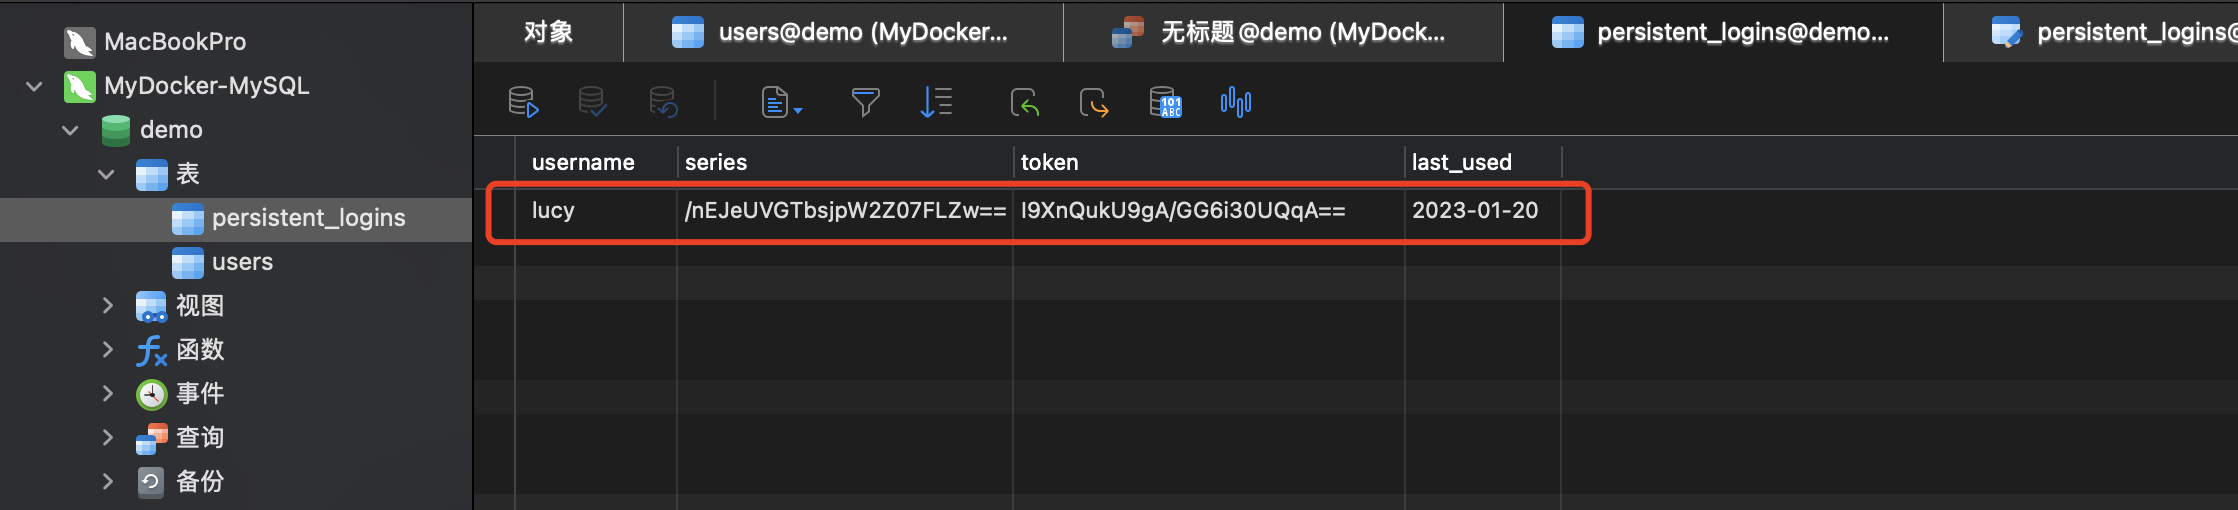 MacBookPro
MyDocker-MySQL
demo
表
persistent_logins
users
视图
函数
事件
查询
备份
对象
users@demo (MyDocker...
无标题@demo (MyDock...
persistent_logins@demo...
persistent_logins@
username series token last_used
lucy /nEJeUVGTbsjpW2Z07FLZw== I9XnQukU9gA/GG6i30UQqA== 2023-01-20